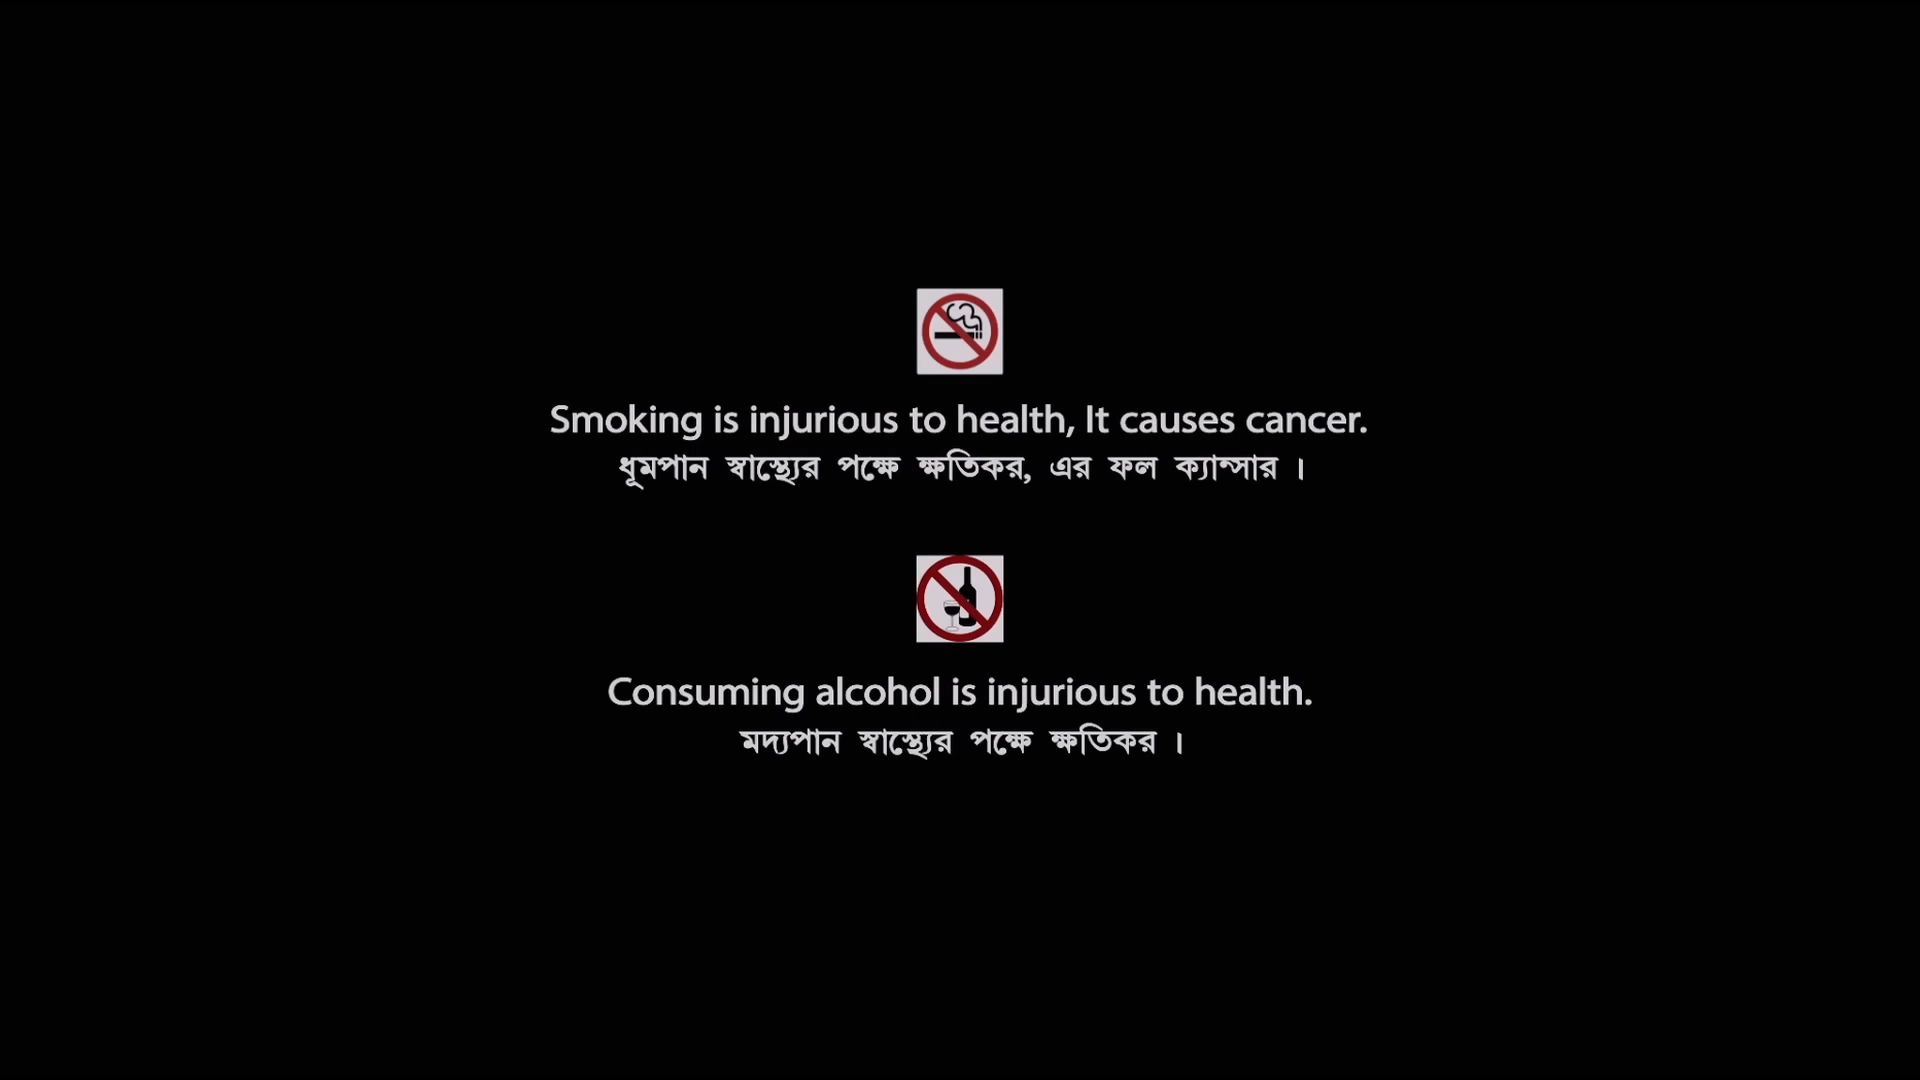 Smoking is injurious to health, It causes cancer.
ধূমপান স্বাস্থ্যের পক্ষে ক্ষতিকর, এর ফল ক্যান্সার ।
Consuming alcohol is injurious to health.
মদ্যপান স্বাস্থ্যের পক্ষে ক্ষতিকর ।